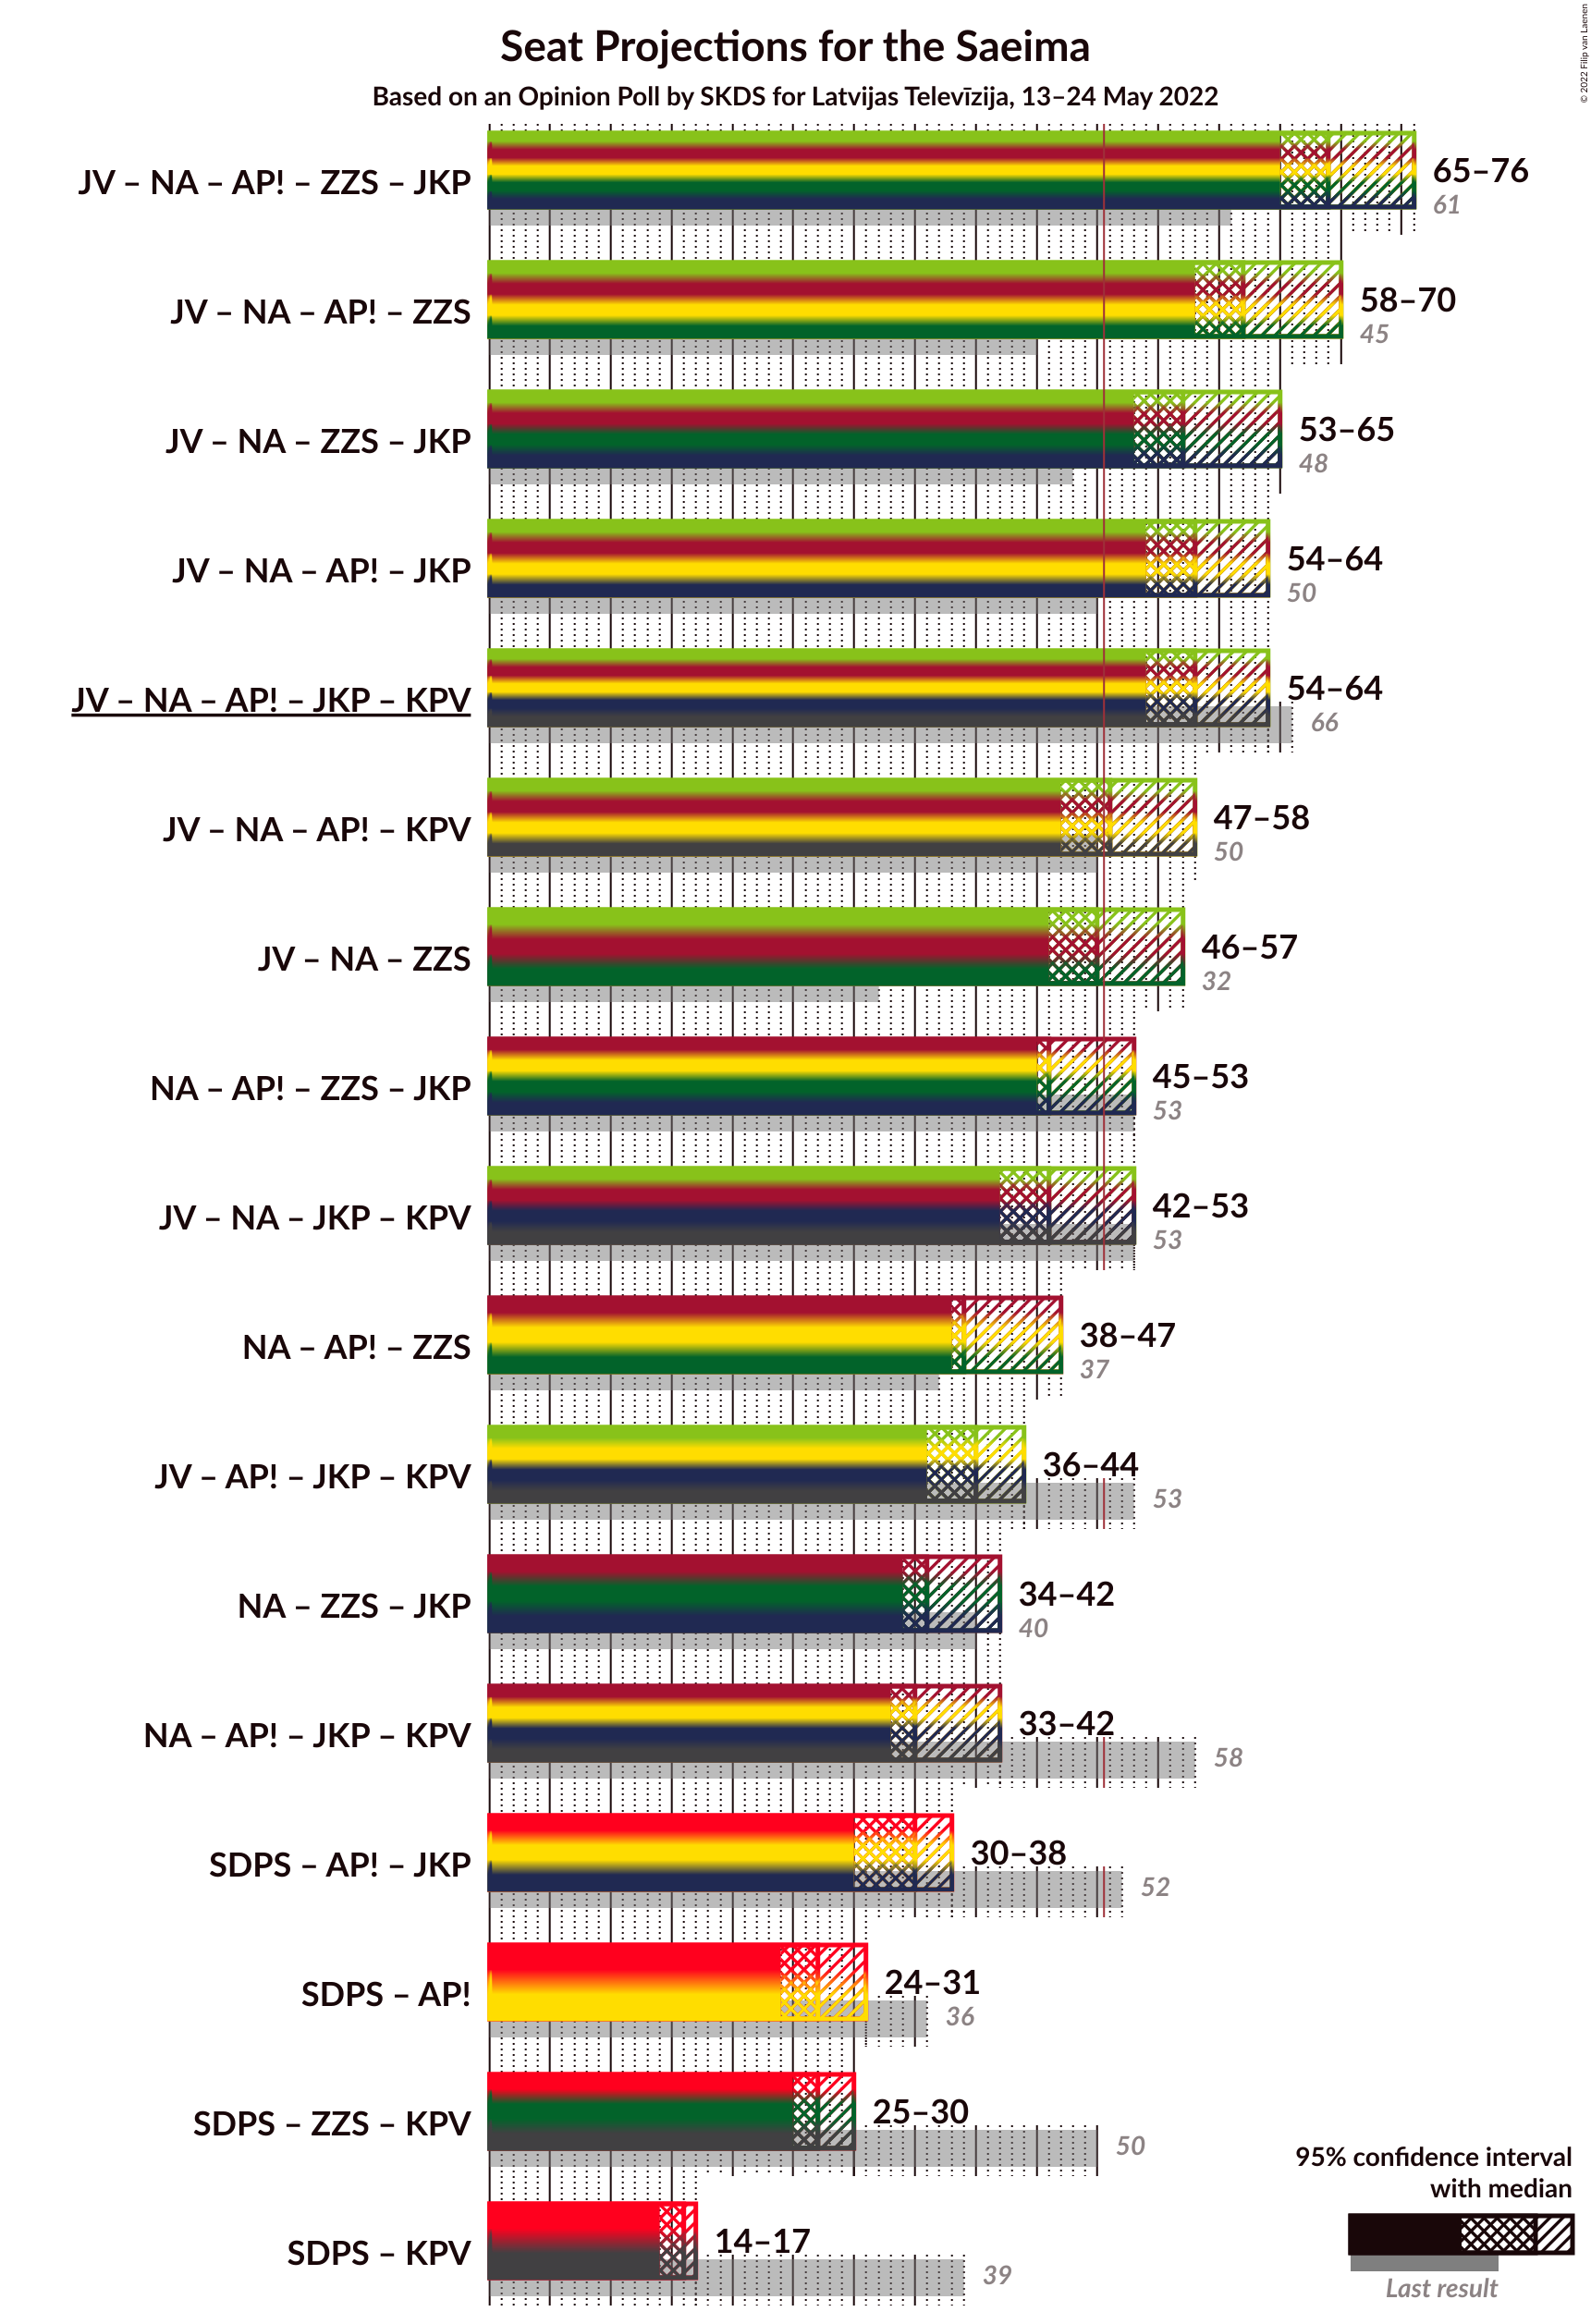 © 2022 Filip van Laenen
Seat Projections for the Saeima
Based on an Opinion Poll by SKDS for Latvijas Televīzija, 13–24 May 2022
JV – NA – AP! – ZZS – JKP
65–76
61
JV – NA – AP! – ZZS
58–70
45
JV – NA – ZZS – JKP
53–65
48
JV – NA – AP! – JKP
54–64
50
JV – NA – AP! – JKP – KPV
54–64
66
JV – NA – AP! – KPV
47–58
50
JV – NA – ZZS
46–57
32
NA – AP! – ZZS – JKP
45–53
53
JV – NA – JKP – KPV
42–53
53
NA – AP! – ZZS
38–47
37
JV – AP! – JKP – KPV
36–44
53
NA – ZZS – JKP
34–42
40
NA – AP! – JKP – KPV
33–42
58
SDPS – AP! – JKP
30–38
52
SDPS – AP!
24–31
36
SDPS – ZZS – KPV
25–30
50
SDPS – KPV
14–17
39
95% confidence interval
with median
Last result